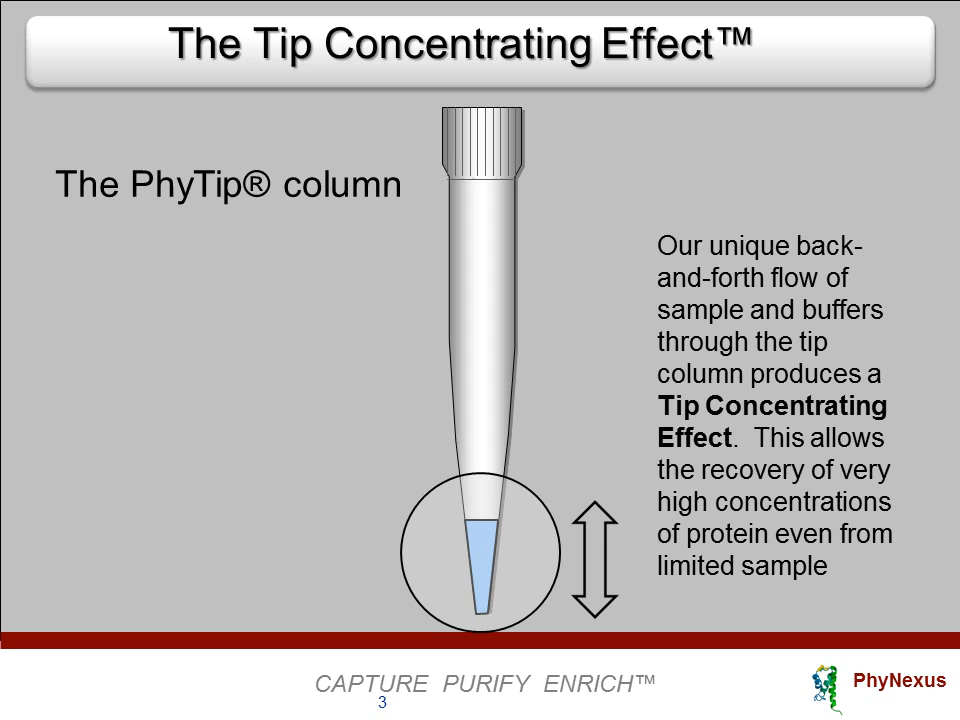 The Tip Concentrating Effect™
The PhyTip® column
Our unique back-
and-forth flow of
sample and buffers
through the tip
column produces a
Tip Concentrating
Effect.  This allows
the recovery of very
high concentrations
of protein even from
limited sample
CAPTURE  PURIFY  ENRICH™
3
PhyNexus